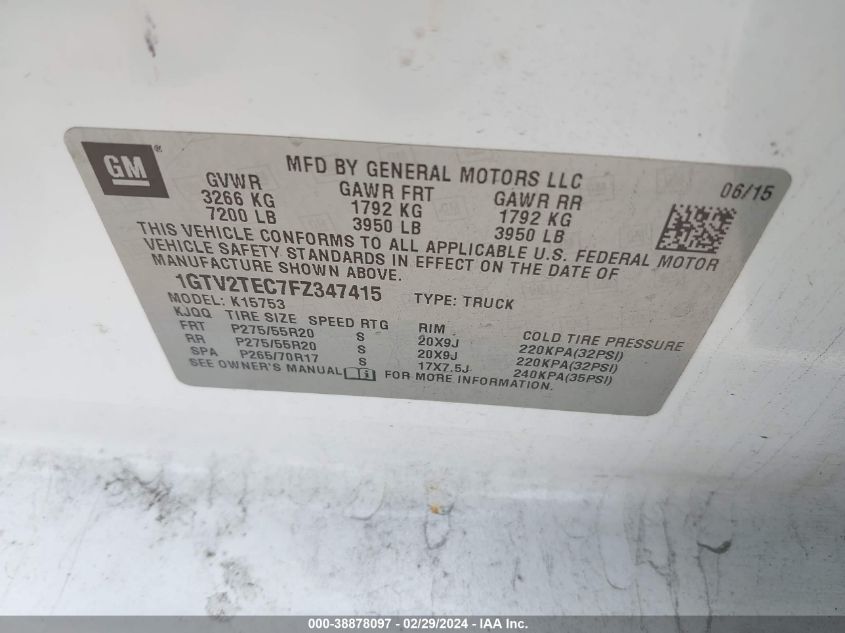 GM®
MFD BY GENERAL MOTORS LLC
06/15
GVWR GAWR FRT GAWR RR
3266 KG 1792 KG 1792 KG
7200 LB 3950 LB 3950 LB
THIS VEHICLE CONFORMS TO ALL APPLICABLE U.S. FEDERAL MOTOR
VEHICLE SAFETY STANDARDS IN EFFECT ON THE DATE OF
MANUFACTURE SHOWN ABOVE.
1GTV2TEC7FZ347415 TYPE: TRUCK
MODEL: K15753
KJQQ TIRE SIZE SPEED RTG RIM COLD TIRE PRESSURE
FRT P275/55R20 S 20X9J 220KPA(32PSI)
RR P275/55R20 S 20X9J 220KPA(32PSI)
SPA P265/70R17 S 17X7.5J 240KPA(35PSI)
SEE OWNER'S MANUAL FOR MORE INFORMATION.
000-38878097 - 02/29/2024 - IAA Inc.